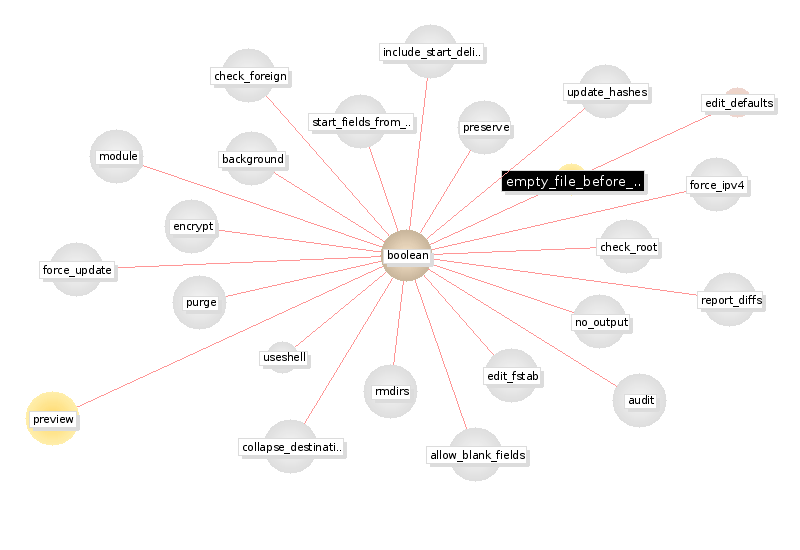 include_start_deli..
check_foreign
update_hashes
edit_defaults
start_fields_from_..
preserve
module
background
empty_file_before_..
force_ipv4
encrypt
check_root
boolean
force_update
purge
report_diffs
no_output
useshell
edit_fstab
rmdirs
audit
preview
collapse_destinati..
allow_blank_fields